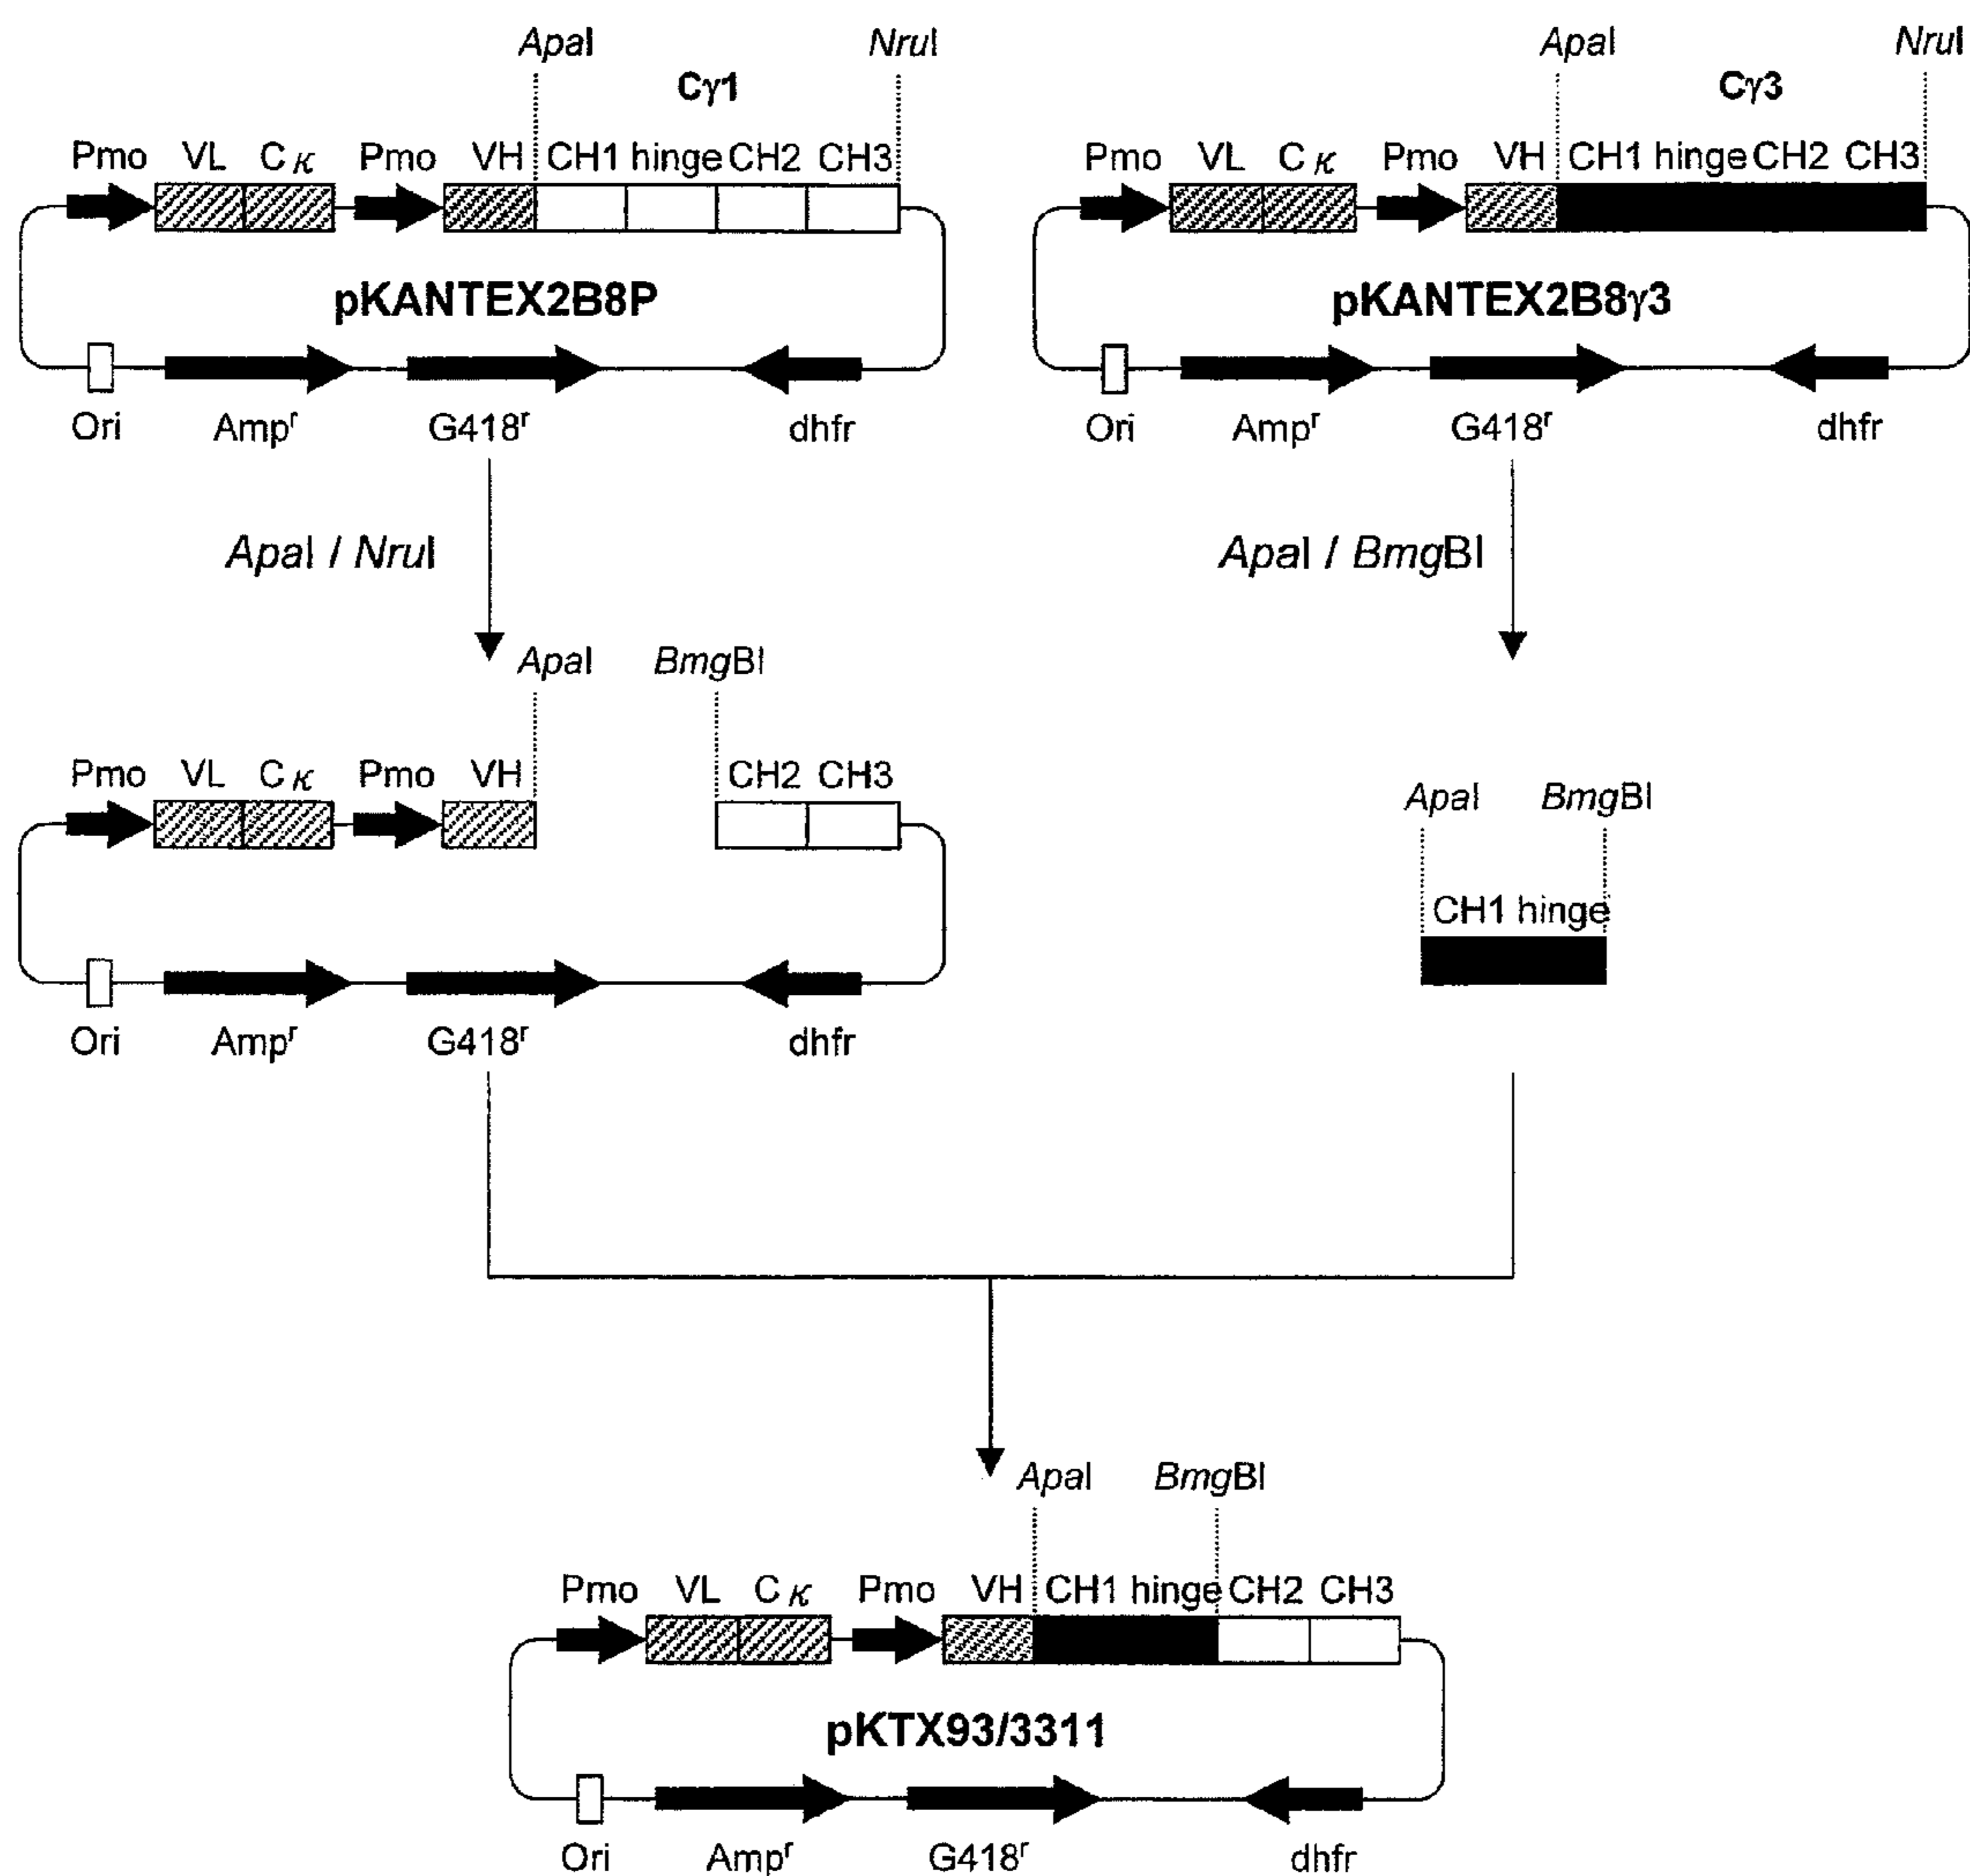 ApaI NruI
Cγ1
Pmo VL Cκ Pmo VH CH1 hinge CH2 CH3
pKANTEX2B8P
Ori Ampʳ G418ʳ dhfr
ApaI NruI
Cγ3
Pmo VL Cκ Pmo VH CH1 hinge CH2 CH3
pKANTEX2B8γ3
Ori Ampʳ G418ʳ dhfr
ApaI / NruI
ApaI / BmgBI
ApaI BmgBI
Pmo VL Cκ Pmo VH CH2 CH3
Ori Ampʳ G418ʳ dhfr
ApaI BmgBI
CH1 hinge
ApaI BmgBI
Pmo VL Cκ Pmo VH CH1 hinge CH2 CH3
pKTX93/3311
Ori Ampʳ G418ʳ dhfr